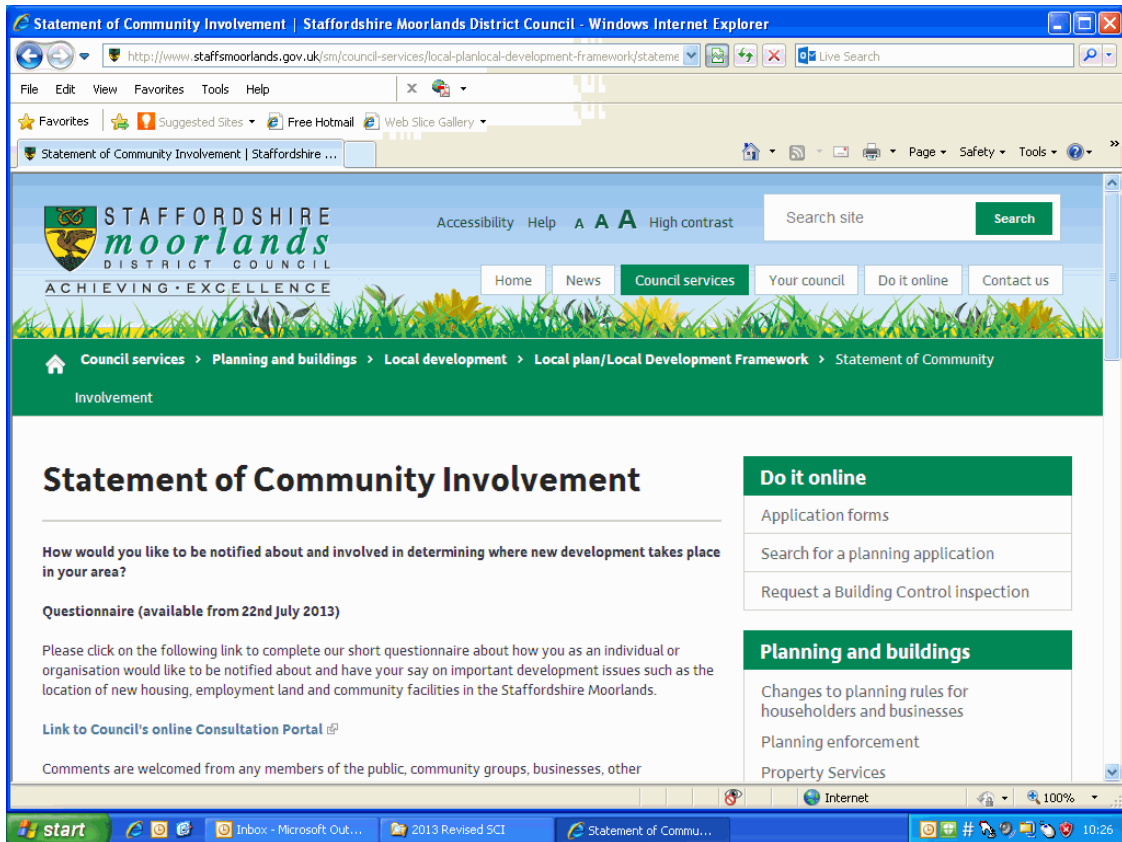 Statement of Community Involvement | Staffordshire Moorlands District Council - Windows Internet Explorer
http://www.staffsmoorlands.gov.uk/sm/council-services/local-planlocal-development-framework/stateme
Live Search
File Edit View Favorites Tools Help
Favorites Suggested Sites Free Hotmail Web Slice Gallery
Statement of Community Involvement | Staffordshire ...
Page Safety Tools
STAFFORDSHIRE
moorlands
DISTRICT COUNCIL
ACHIEVING·EXCELLENCE
Accessibility Help A A A High contrast
Search site Search
Home News Council services Your council Do it online Contact us
Council services > Planning and buildings > Local development > Local plan/Local Development Framework > Statement of Community
Involvement
Statement of Community Involvement
How would you like to be notified about and involved in determining where new development takes place
in your area?
Questionnaire (available from 22nd July 2013)
Please click on the following link to complete our short questionnaire about how you as an individual or
organisation would like to be notified about and have your say on important development issues such as the
location of new housing, employment land and community facilities in the Staffordshire Moorlands.
Link to Council's online Consultation Portal
Comments are welcomed from any members of the public, community groups, businesses, other
Do it online
Application forms
Search for a planning application
Request a Building Control inspection
Planning and buildings
Changes to planning rules for
householders and businesses
Planning enforcement
Property Services
Internet 100%
start Inbox - Microsoft Out... 2013 Revised SCI Statement of Commu... 10:26